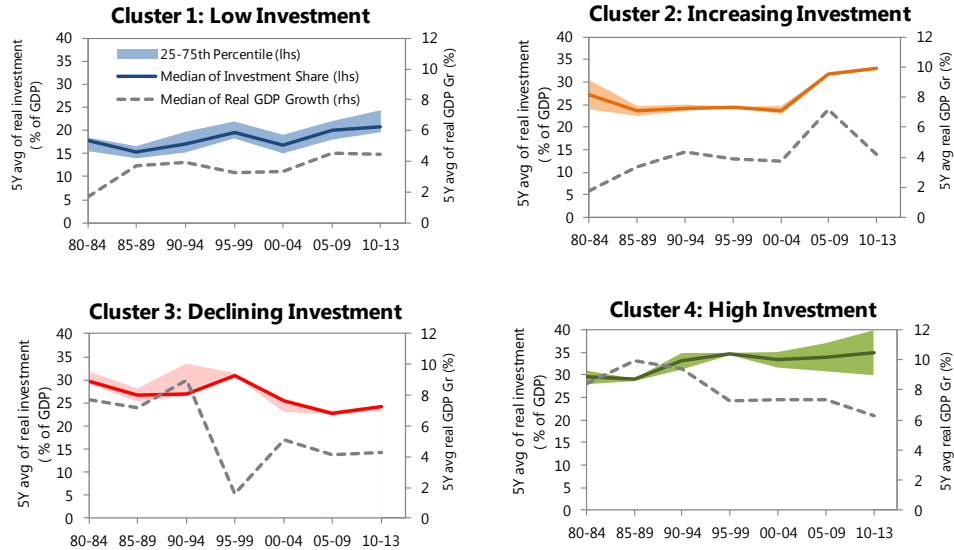 Cluster 1: Low Investment
5Y avg of real investment
( % of GDP)
40
35
30
25
20
15
10
5
0
25-75th Percentile (lhs)
Median of Investment Share (lhs)
Median of Real GDP Growth (rhs)
12
10
8
6
4
2
0
5Y avg of real GDP Gr (%)
80-84 85-89 90-94 95-99 00-04 05-09 10-13
Cluster 2: Increasing Investment
5Y avg of real investment
( % of GDP)
40
35
30
25
20
15
10
5
0
12
10
8
6
4
2
0
5Y avg of real GDP Gr (%)
80-84 85-89 90-94 95-99 00-04 05-09 10-13
Cluster 3: Declining Investment
5Y avg of real investment
( % of GDP)
40
35
30
25
20
15
10
5
0
12
10
8
6
4
2
0
5Y avg real GDP Gr (%)
80-84 85-89 90-94 95-99 00-04 05-09 10-13
Cluster 4: High Investment
5Y avg of real investment
( % of GDP)
40
35
30
25
20
15
10
5
0
12
10
8
6
4
2
0
5Y avg real GDP Gr (%)
80-84 85-89 90-94 95-99 00-04 05-09 10-13